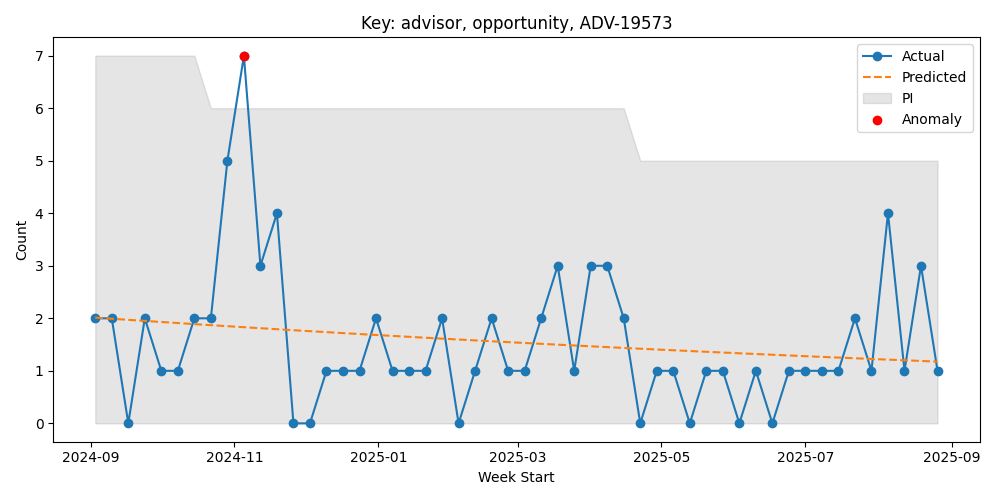 Key: advisor, opportunity, ADV-19573
Actual
Predicted
PI
Anomaly
7
6
5
4
3
2
1
0
Count
2024-09
2024-11
2025-01
2025-03
2025-05
2025-07
2025-09
Week Start